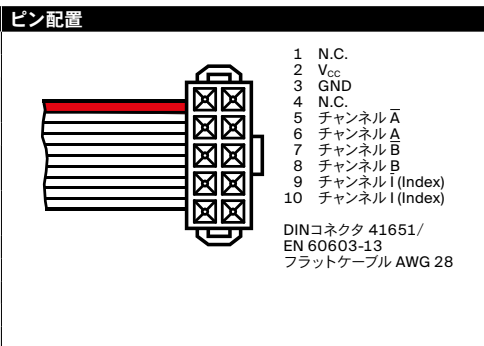 ピン配置
1 N.C.
2 V꜀꜀
3 GND
4 N.C.
5 チャンネル A̅
6 チャンネル A
7 チャンネル B̅
8 チャンネル B
9 チャンネル I̅ (Index)
10 チャンネル I (Index)
DINコネクタ 41651/
EN 60603-13
フラットケーブル AWG 28